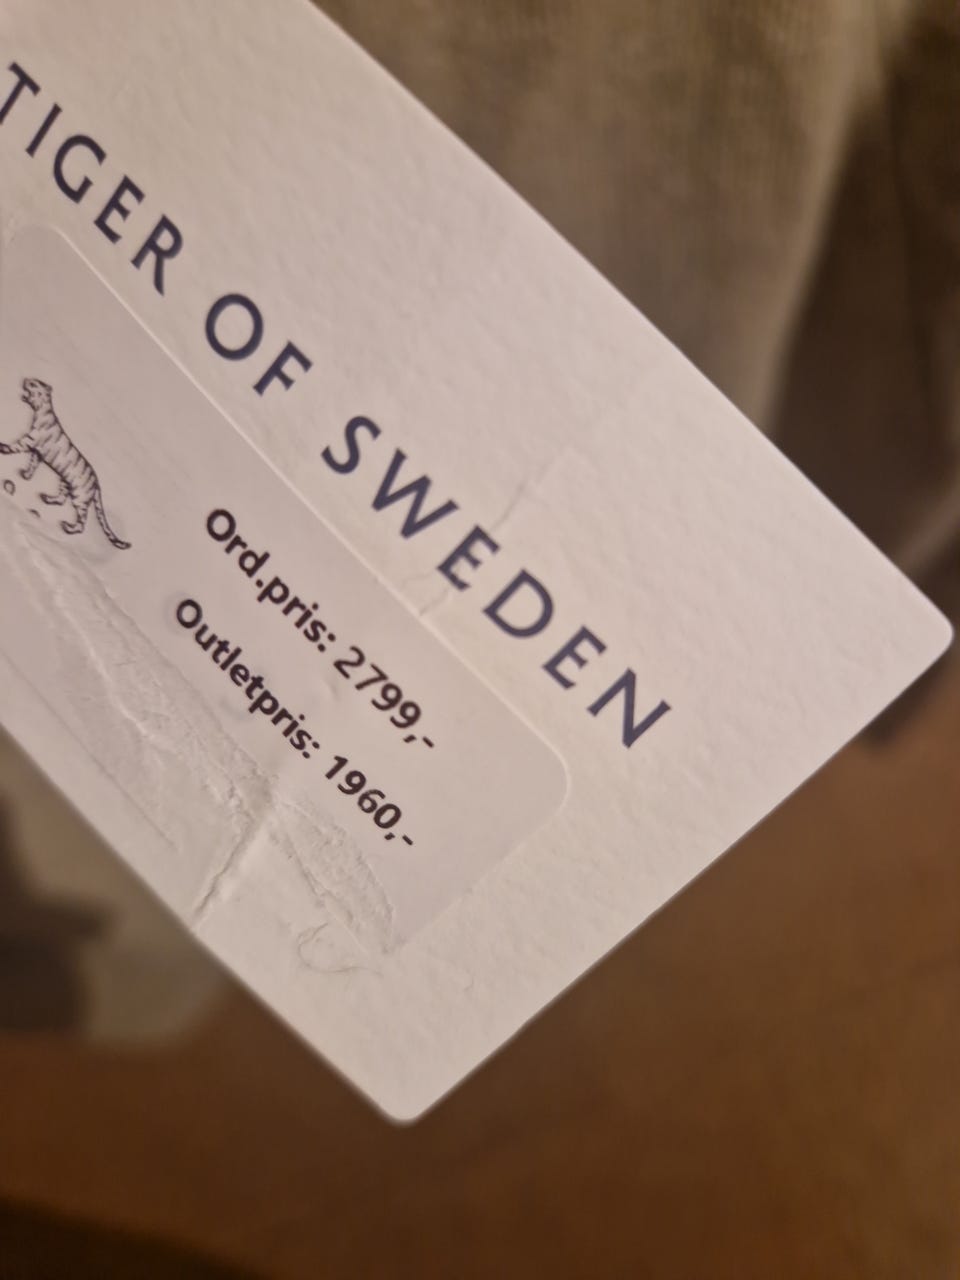 TIGER OF SWEDEN
Ord.pris: 2799,-
Outletpris: 1960,-